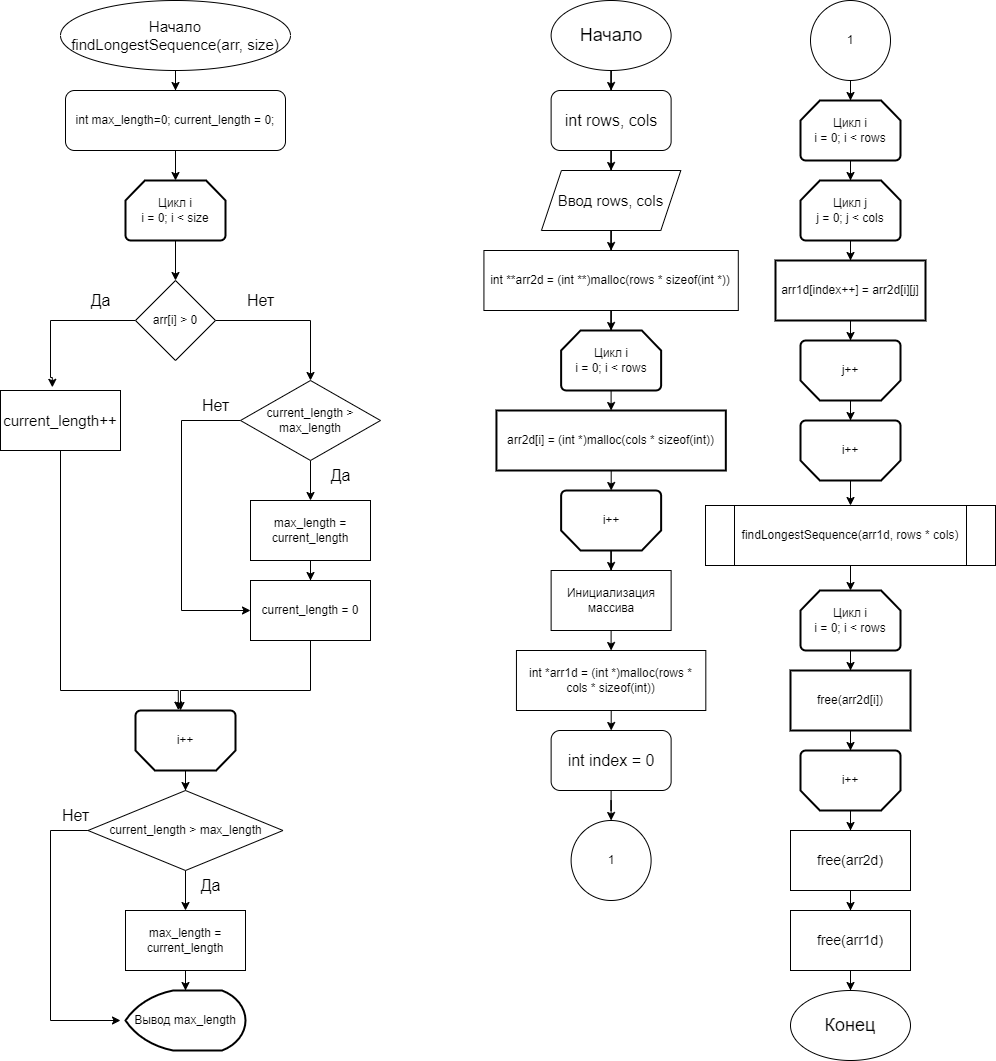 Начало
findLongestSequence(arr, size)
int max_length=0; current_length = 0;
Цикл i
i = 0; i < size
arr[i] > 0
Да
Нет
current_length++
current_length >
max_length
Нет
Да
max_length =
current_length
current_length = 0
i++
current_length > max_length
Нет
Да
max_length =
current_length
Вывод max_length
Начало
int rows, cols
Ввод rows, cols
int **arr2d = (int **)malloc(rows * sizeof(int *))
Цикл i
i = 0; i < rows
arr2d[i] = (int *)malloc(cols * sizeof(int))
i++
Инициализация
массива
int *arr1d = (int *)malloc(rows *
cols * sizeof(int))
int index = 0
1
1
Цикл i
i = 0; i < rows
Цикл j
j = 0; j < cols
arr1d[index++] = arr2d[i][j]
j++
i++
findLongestSequence(arr1d, rows * cols)
Цикл i
i = 0; i < rows
free(arr2d[i])
i++
free(arr2d)
free(arr1d)
Конец